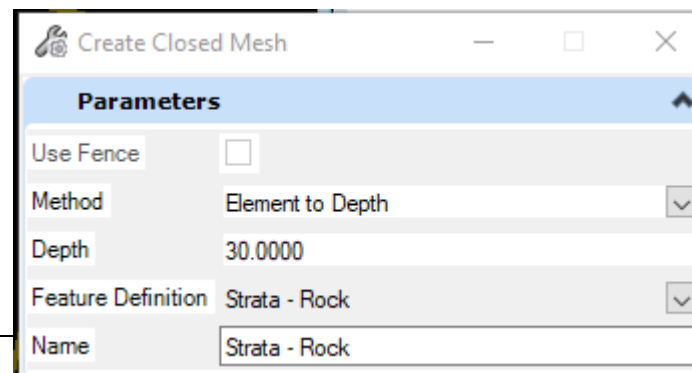 Create Closed Mesh
Parameters
Use Fence
Method Element to Depth
Depth 30.0000
Feature Definition Strata - Rock
Name Strata - Rock